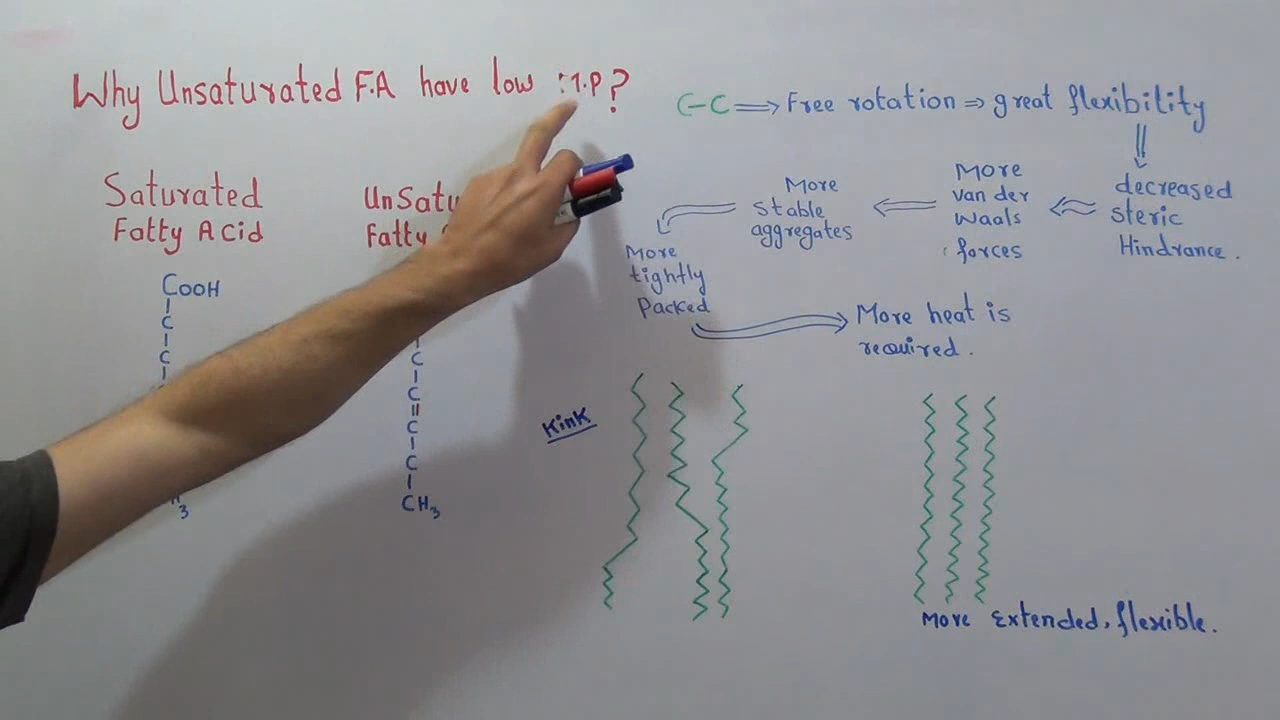 Why Unsaturated F.A have low M.P?
C-C ⇒ Free rotation ⇒ great flexibility
Saturated
Fatty Acid
UnSatu
Fatty
decreased
steric
Hindrance.
More
van der
Waals
forces
More
stable
aggregates
More
tightly
Packed
More heat is
required.
COOH
C
C
H3
C
C
C
C
CH3
Kink
More Extended, flexible.